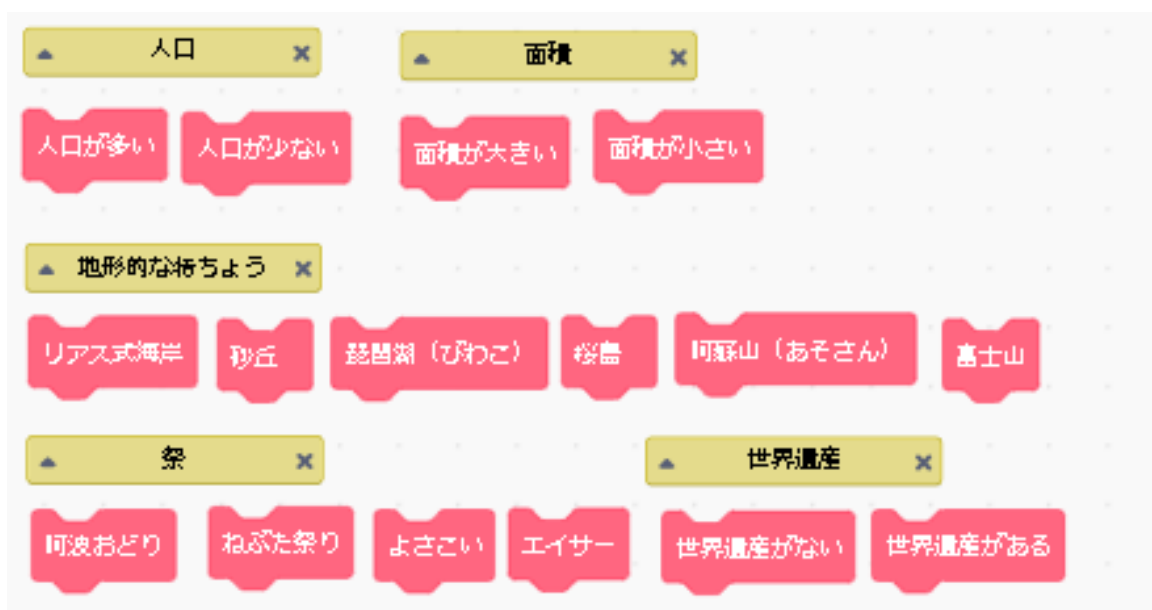 人口 面積
人口が多い 人口が少ない 面積が大きい 面積が小さい
地形的な特ちょう
リアス式海岸 砂丘 琵琶湖（びわこ） 桜島 阿蘇山（あそさん） 富士山
祭 世界遺産
阿波おどり ねぶた祭り よさこい エイサー 世界遺産がない 世界遺産がある